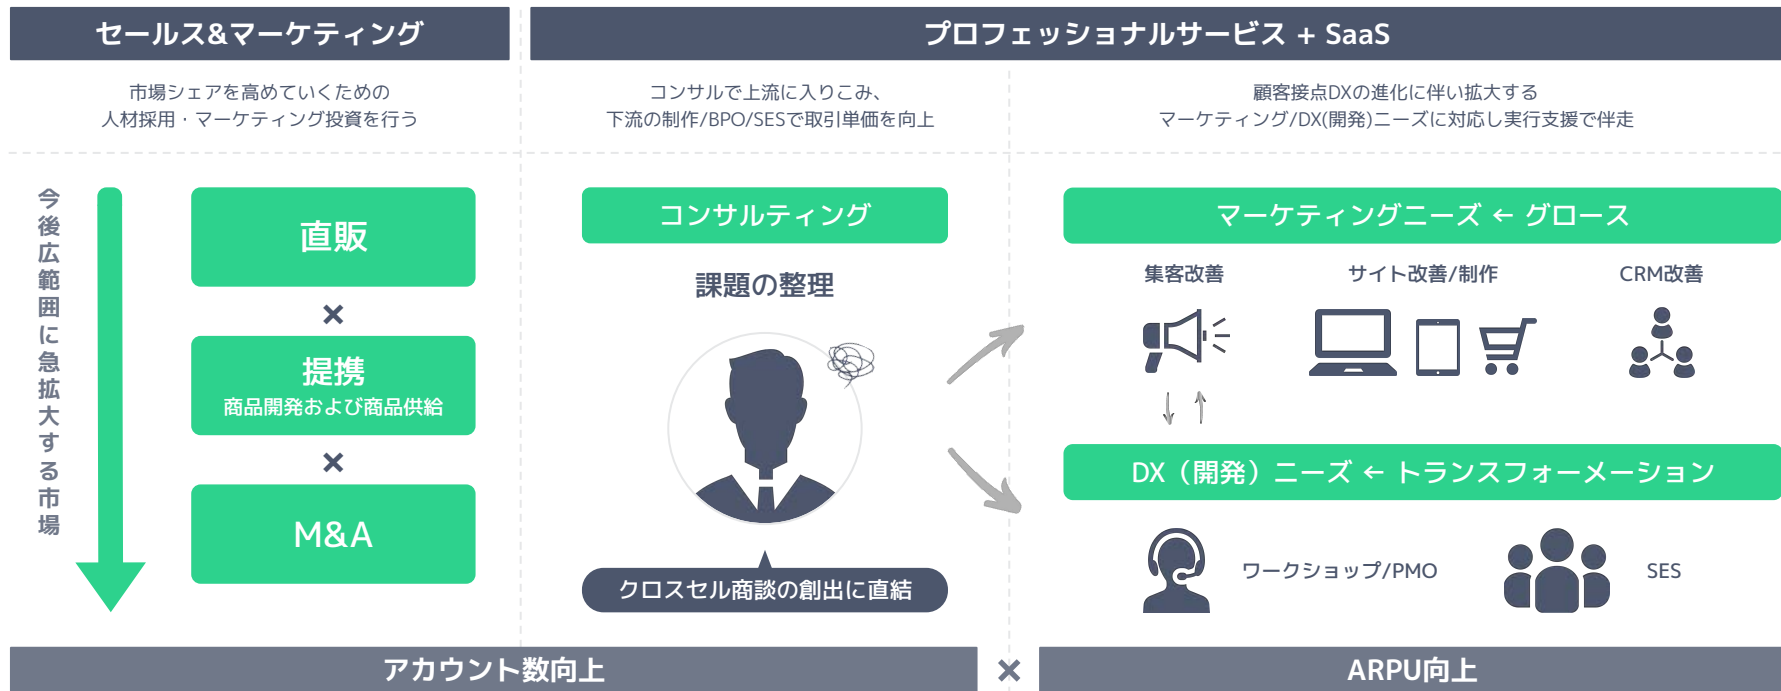 セールス&マーケティング
プロフェッショナルサービス + SaaS
市場シェアを高めていくための
人材採用・マーケティング投資を行う
コンサルで上流に入りこみ、
下流の制作/BPO/SESで取引単価を向上
顧客接点DXの進化に伴い拡大する
マーケティング/DX(開発)ニーズに対応し実行支援で伴走
今後広範囲に急拡大する市場
直販
×
提携
商品開発および商品供給
×
M&A
コンサルティング
課題の整理
クロスセル商談の創出に直結
マーケティングニーズ ← グロース
集客改善
サイト改善/制作
CRM改善
DX（開発）ニーズ ← トランスフォーメーション
ワークショップ/PMO
SES
アカウント数向上
×
ARPU向上